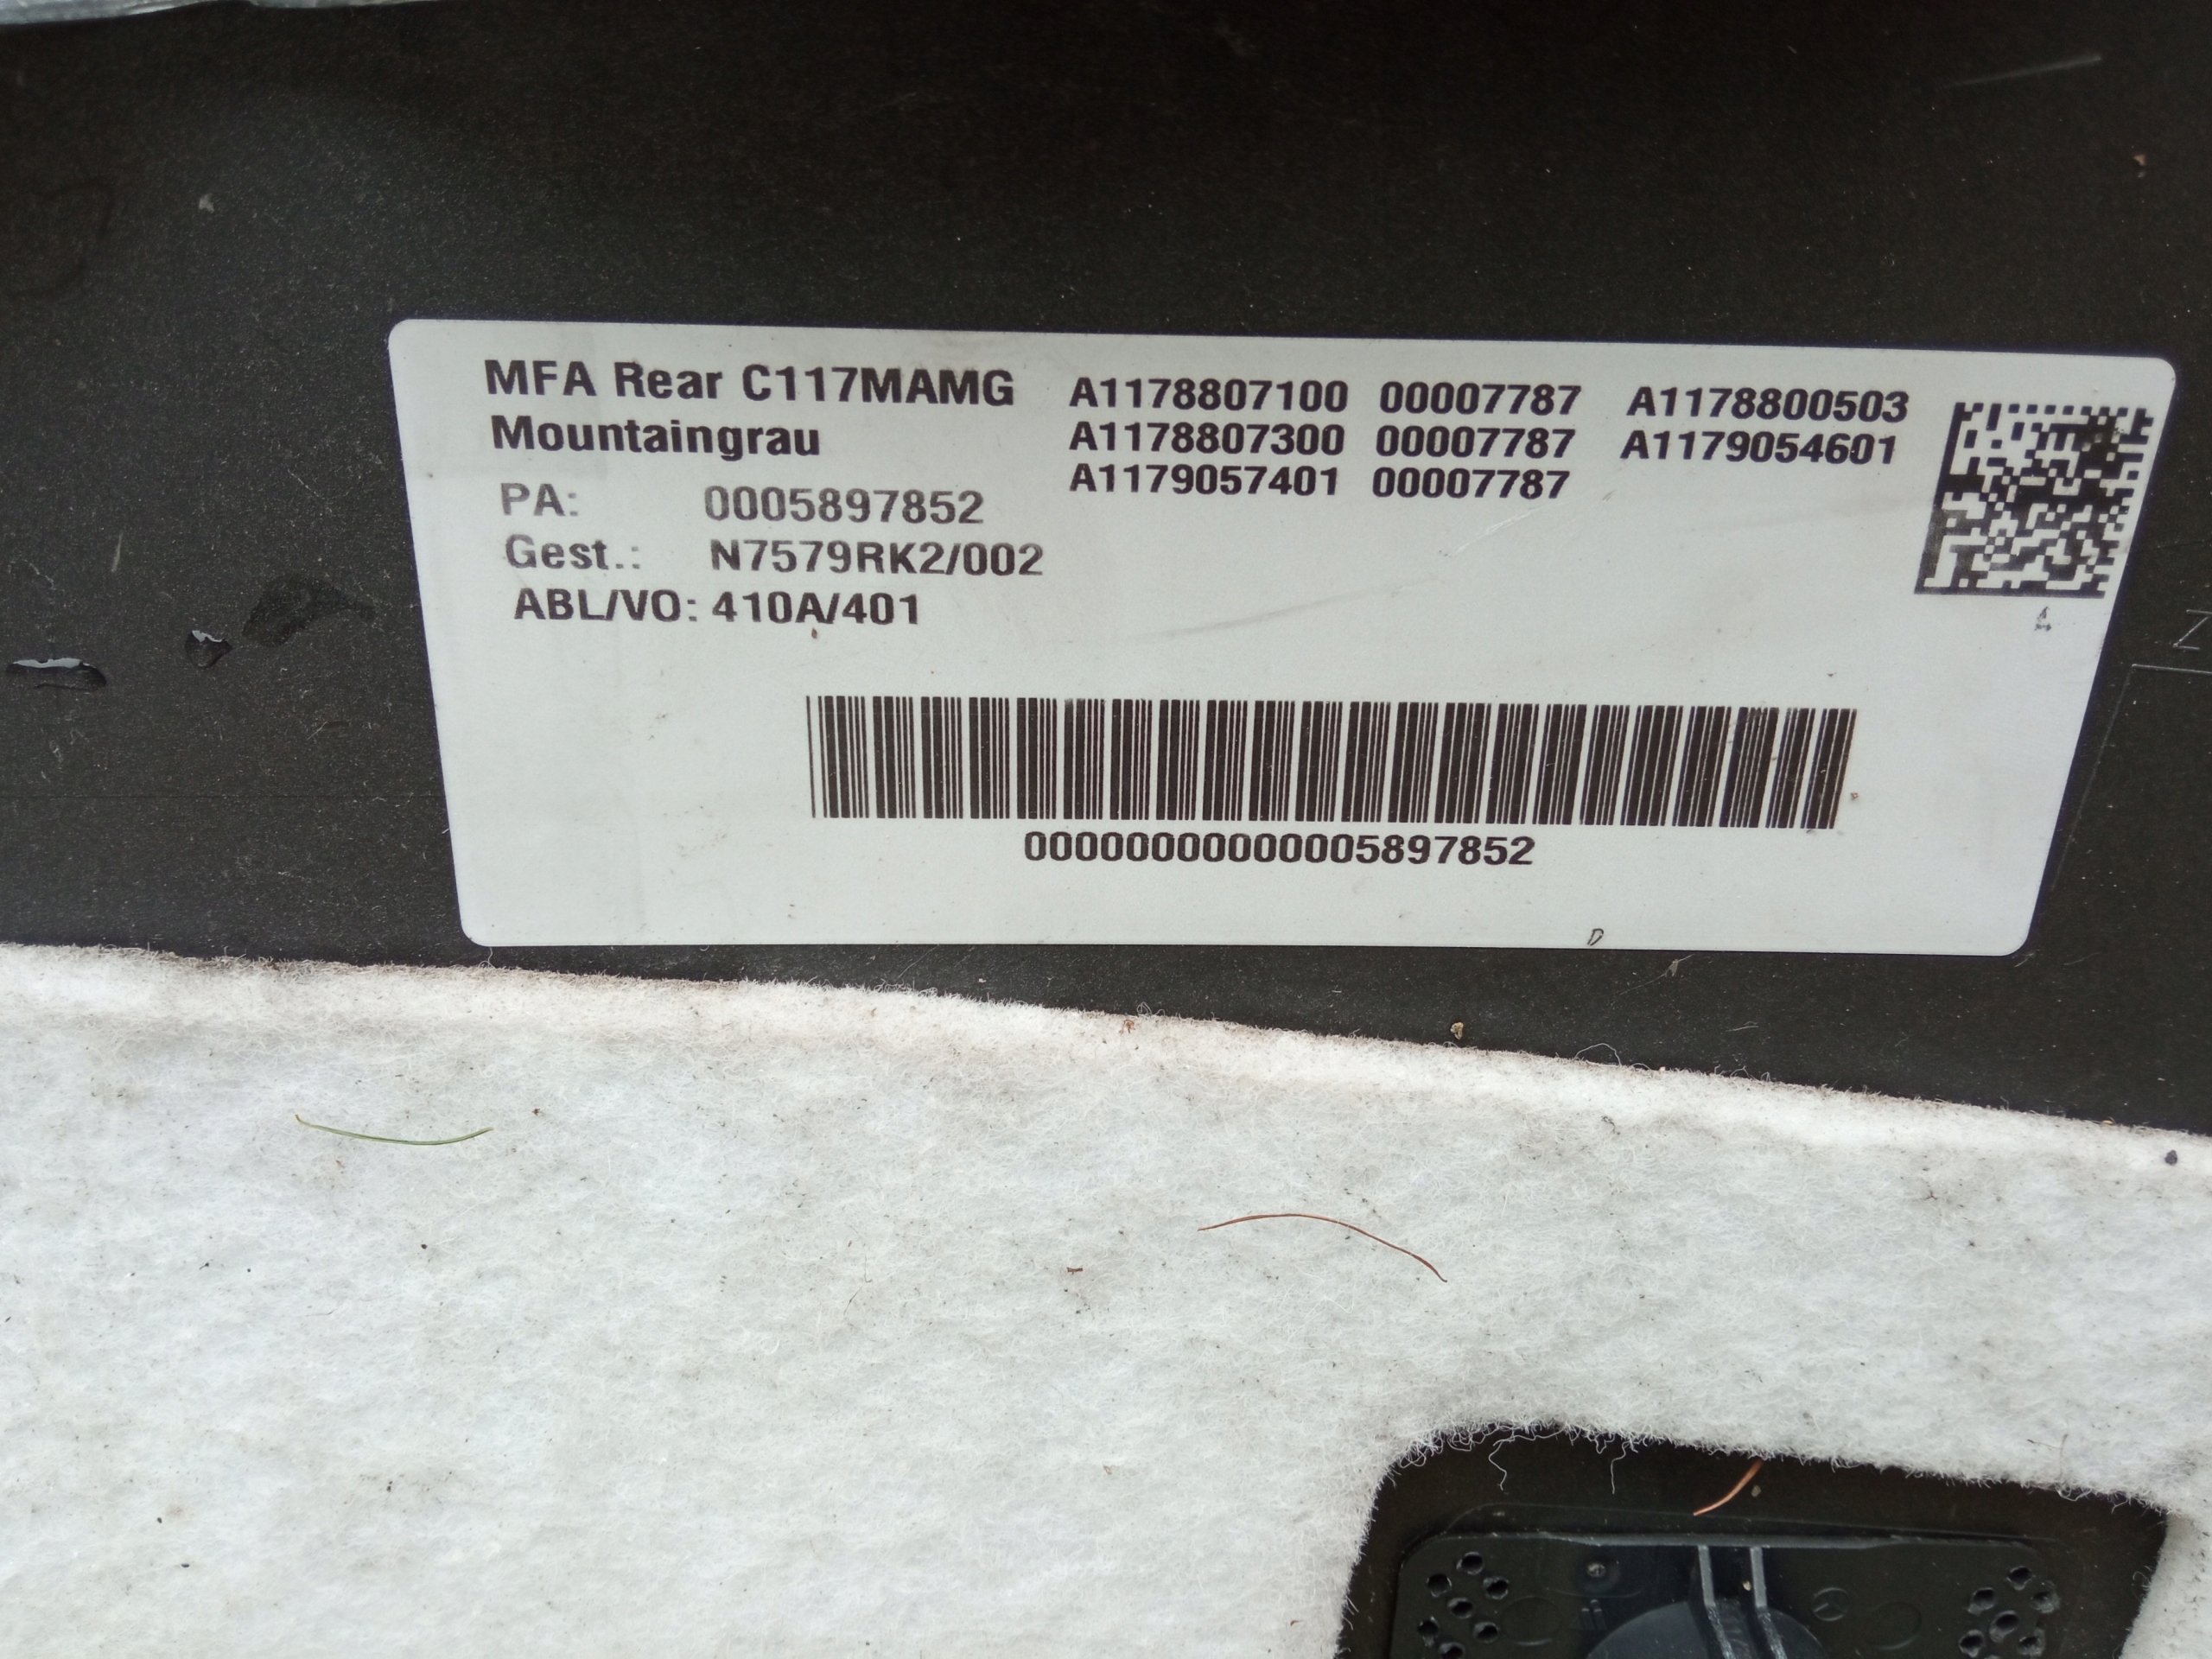 MFA Rear C117MAMG A1178807100 00007787 A1178800503
Mountaingrau A1178807300 00007787 A1179054601
A1179057401 00007787
PA: 0005897852
Gest.: N7579RK2/002
ABL/VO: 410A/401
A
00000000000005897852
D
Z